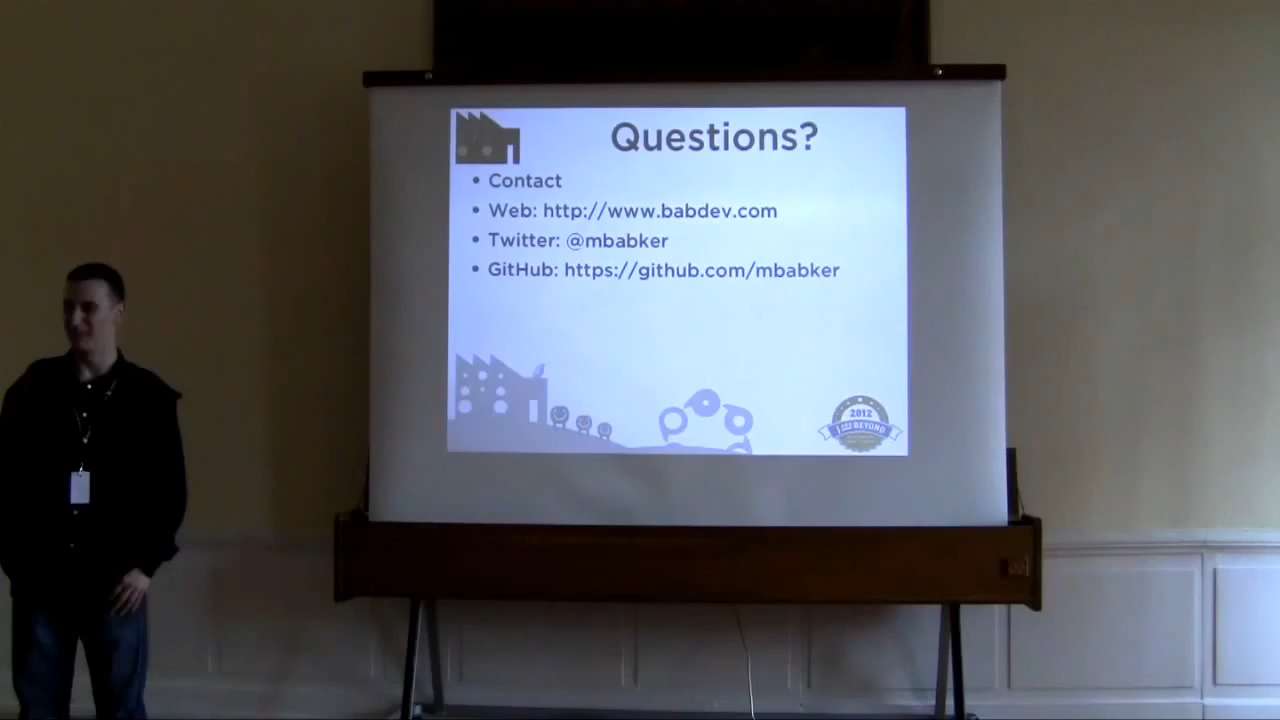 Questions?
• Contact
• Web: http://www.babdev.com
• Twitter: @mbabker
• GitHub: https://github.com/mbabker
2012
BEYOND